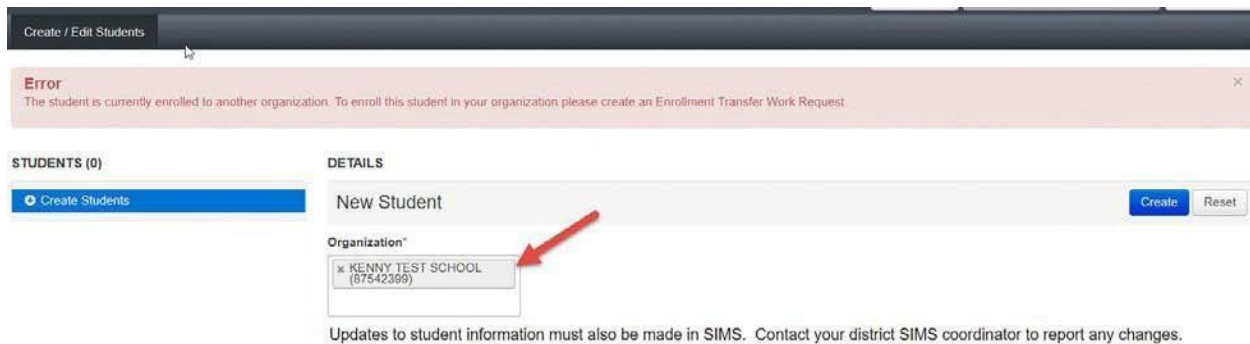 Create / Edit Students
Error
The student is currently enrolled to another organization. To enroll this student in your organization please create an Enrollment Transfer Work Request
×
STUDENTS (0)
DETAILS
Create Students
New Student
Create
Reset
Organization*
× KENNY TEST SCHOOL
(87542399)
Updates to student information must also be made in SIMS. Contact your district SIMS coordinator to report any changes.